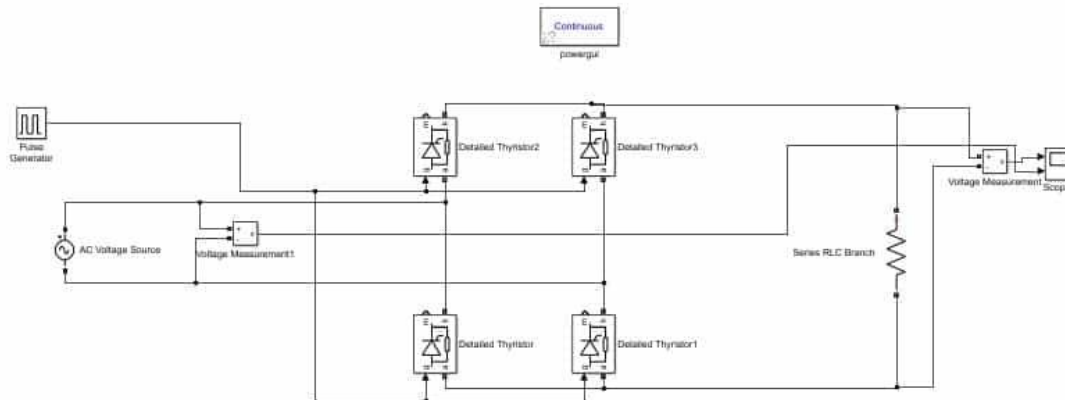 Continuous
powergui
Pulse
Generator
Detailed Thyristor2
Detailed Thyristor3
Voltage Measurement
Scop
AC Voltage Source
Voltage Measurement1
Series RLC Branch
Detailed Thyristor
Detailed Thyristor1